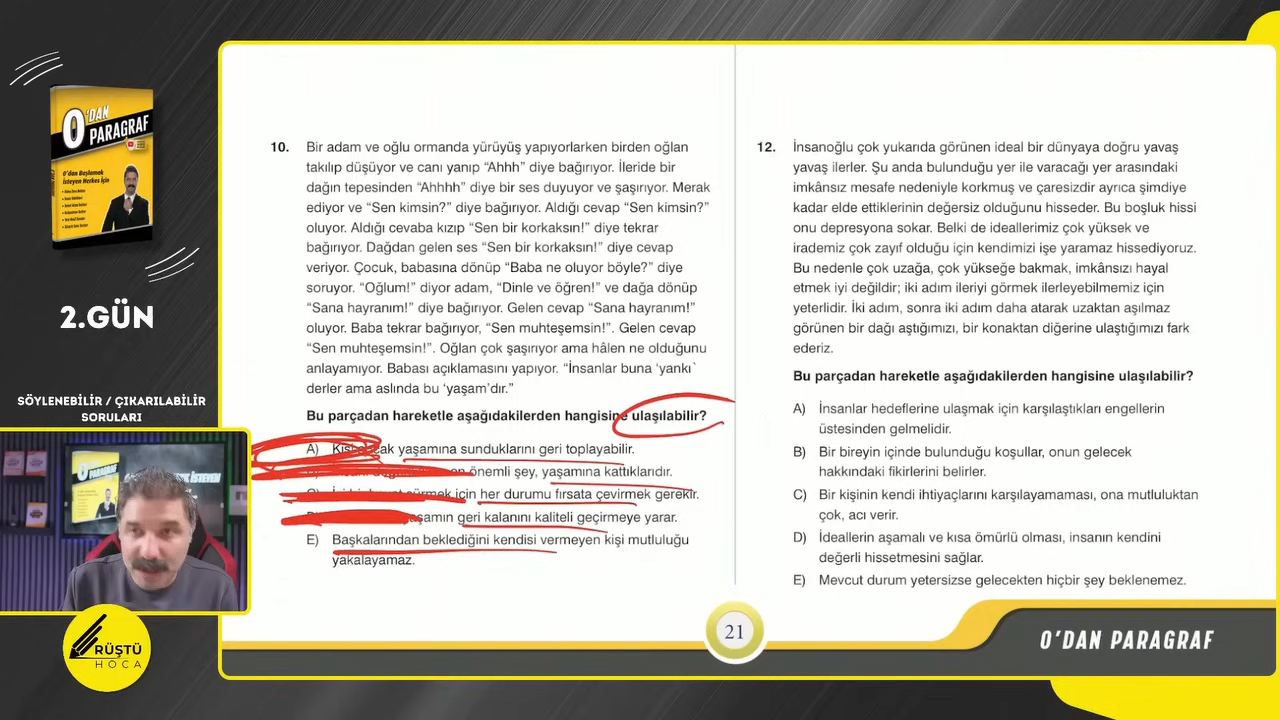 O'DAN
PARAGRAF
O'dan Başlamak
İsteyen Herkes İçin
2.GÜN
SÖYLENEBİLİR / ÇIKARILABİLİR
SORULARI
RÜŞTÜ
HOCA
10. Bir adam ve oğlu ormanda yürüyüş yapıyorlarken birden oğlan
takılıp düşüyor ve canı yanıp “Ahhh” diye bağırıyor. İleride bir
dağın tepesinden “Ahhhh” diye bir ses duyuyor ve şaşırıyor. Merak
ediyor ve “Sen kimsin?” diye bağırıyor. Aldığı cevap “Sen kimsin?”
oluyor. Aldığı cevaba kızıp “Sen bir korkaksın!” diye tekrar
bağırıyor. Dağdan gelen ses “Sen bir korkaksın!” diye cevap
veriyor. Çocuk, babasına dönüp “Baba ne oluyor böyle?” diye
soruyor. “Oğlum!” diyor adam, “Dinle ve öğren!” ve dağa dönüp
“Sana hayranım!” diye bağırıyor. Gelen cevap “Sana hayranım!”
oluyor. Baba tekrar bağırıyor, “Sen muhteşemsin!”. Gelen cevap
“Sen muhteşemsin!”. Oğlan çok şaşırıyor ama hâlen ne olduğunu
anlayamıyor. Babası açıklamasını yapıyor. “İnsanlar buna ‘yankı`
derler ama aslında bu ‘yaşam’dır.”
Bu parçadan hareketle aşağıdakilerden hangisine ulaşılabilir?
A) yaşamına sunduklarını geri toplayabilir.
önemli şey, yaşamına kattıklarıdır.
için her durumu fırsata çevirmek gerekir.
yaşamın geri kalanını kaliteli geçirmeye yarar.
E) Başkalarından beklediğini kendisi vermeyen kişi mutluluğu
yakalayamaz.
12. İnsanoğlu çok yukarıda görünen ideal bir dünyaya doğru yavaş
yavaş ilerler. Şu anda bulunduğu yer ile varacağı yer arasındaki
imkânsız mesafe nedeniyle korkmuş ve çaresizdir ayrıca şimdiye
kadar elde ettiklerinin değersiz olduğunu hisseder. Bu boşluk hissi
onu depresyona sokar. Belki de ideallerimiz çok yüksek ve
irademiz çok zayıf olduğu için kendimizi işe yaramaz hissediyoruz.
Bu nedenle çok uzağa, çok yükseğe bakmak, imkânsızı hayal
etmek iyi değildir; iki adım ileriyi görmek ilerleyebilmemiz için
yeterlidir. İki adım, sonra iki adım daha atarak uzaktan aşılmaz
görünen bir dağı aştığımızı, bir konaktan diğerine ulaştığımızı fark
ederiz.
Bu parçadan hareketle aşağıdakilerden hangisine ulaşılabilir?
A) İnsanlar hedeflerine ulaşmak için karşılaştıkları engellerin
üstesinden gelmelidir.
B) Bir bireyin içinde bulunduğu koşullar, onun gelecek
hakkındaki fikirlerini belirler.
C) Bir kişinin kendi ihtiyaçlarını karşılayamaması, ona mutluluktan
çok, acı verir.
D) İdeallerin aşamalı ve kısa ömürlü olması, insanın kendini
değerli hissetmesini sağlar.
E) Mevcut durum yetersizse gelecekten hiçbir şey beklenemez.
21
O'DAN PARAGRAF